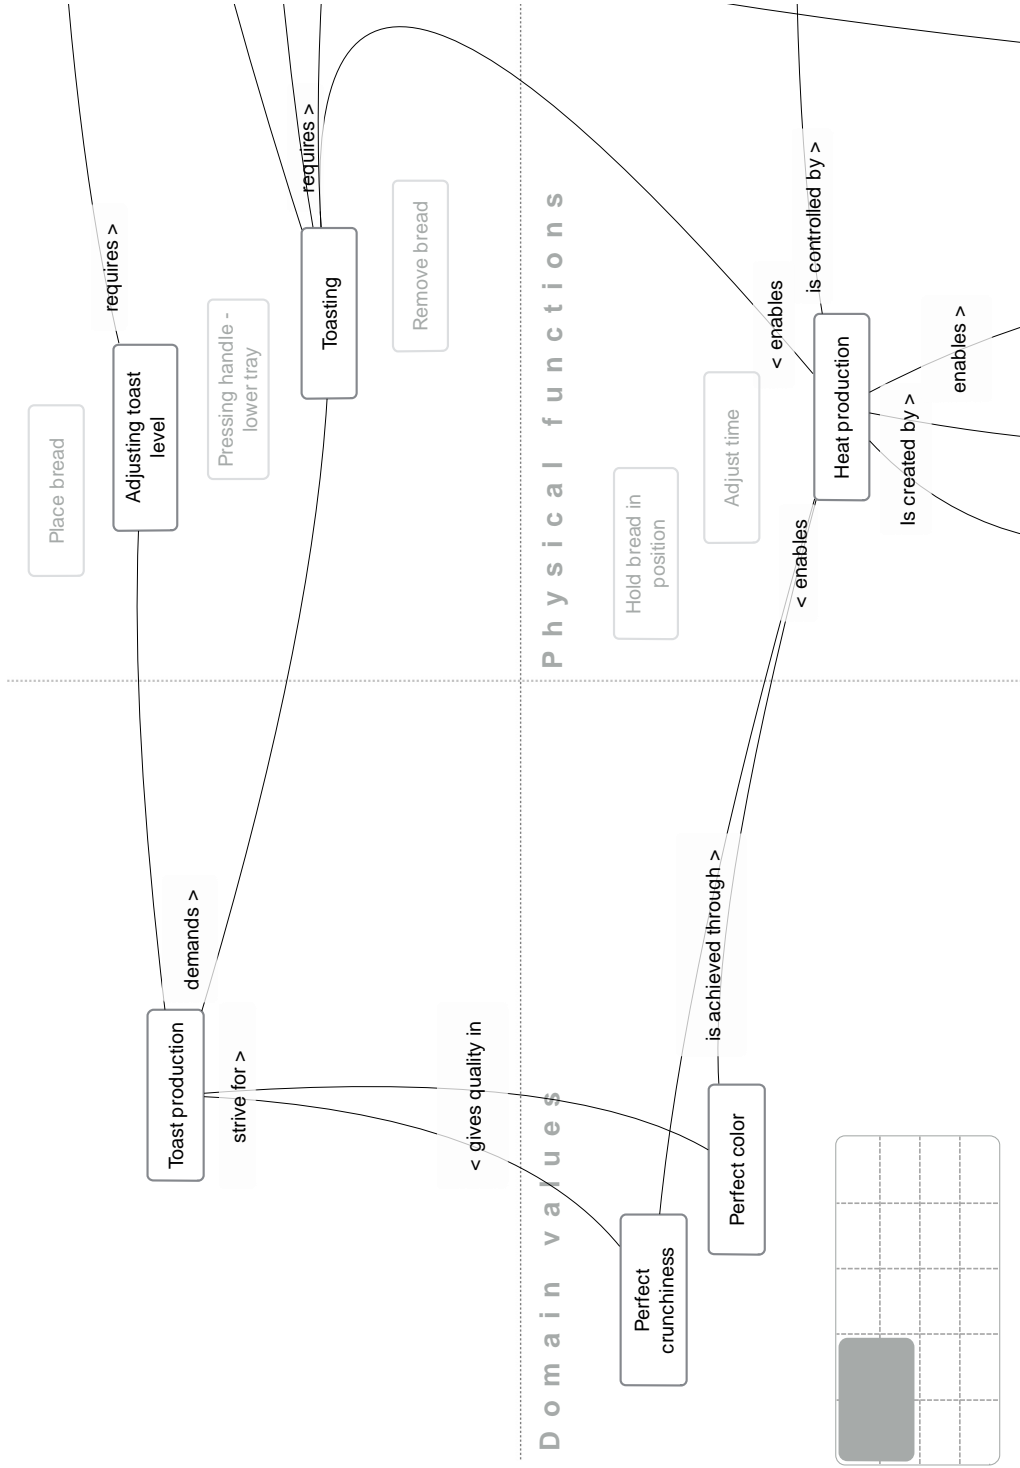 Toast production
demands >
strive for >
< gives quality in
Domain values
Perfect
crunchiness
Perfect color
is achieved through >
Place bread
Adjusting toast
level
requires >
Pressing handle -
lower tray
Toasting
requires >
Remove bread
Physical functions
Hold bread in
position
Adjust time
< enables
< enables
Heat production
is controlled by >
Is created by >
enables >